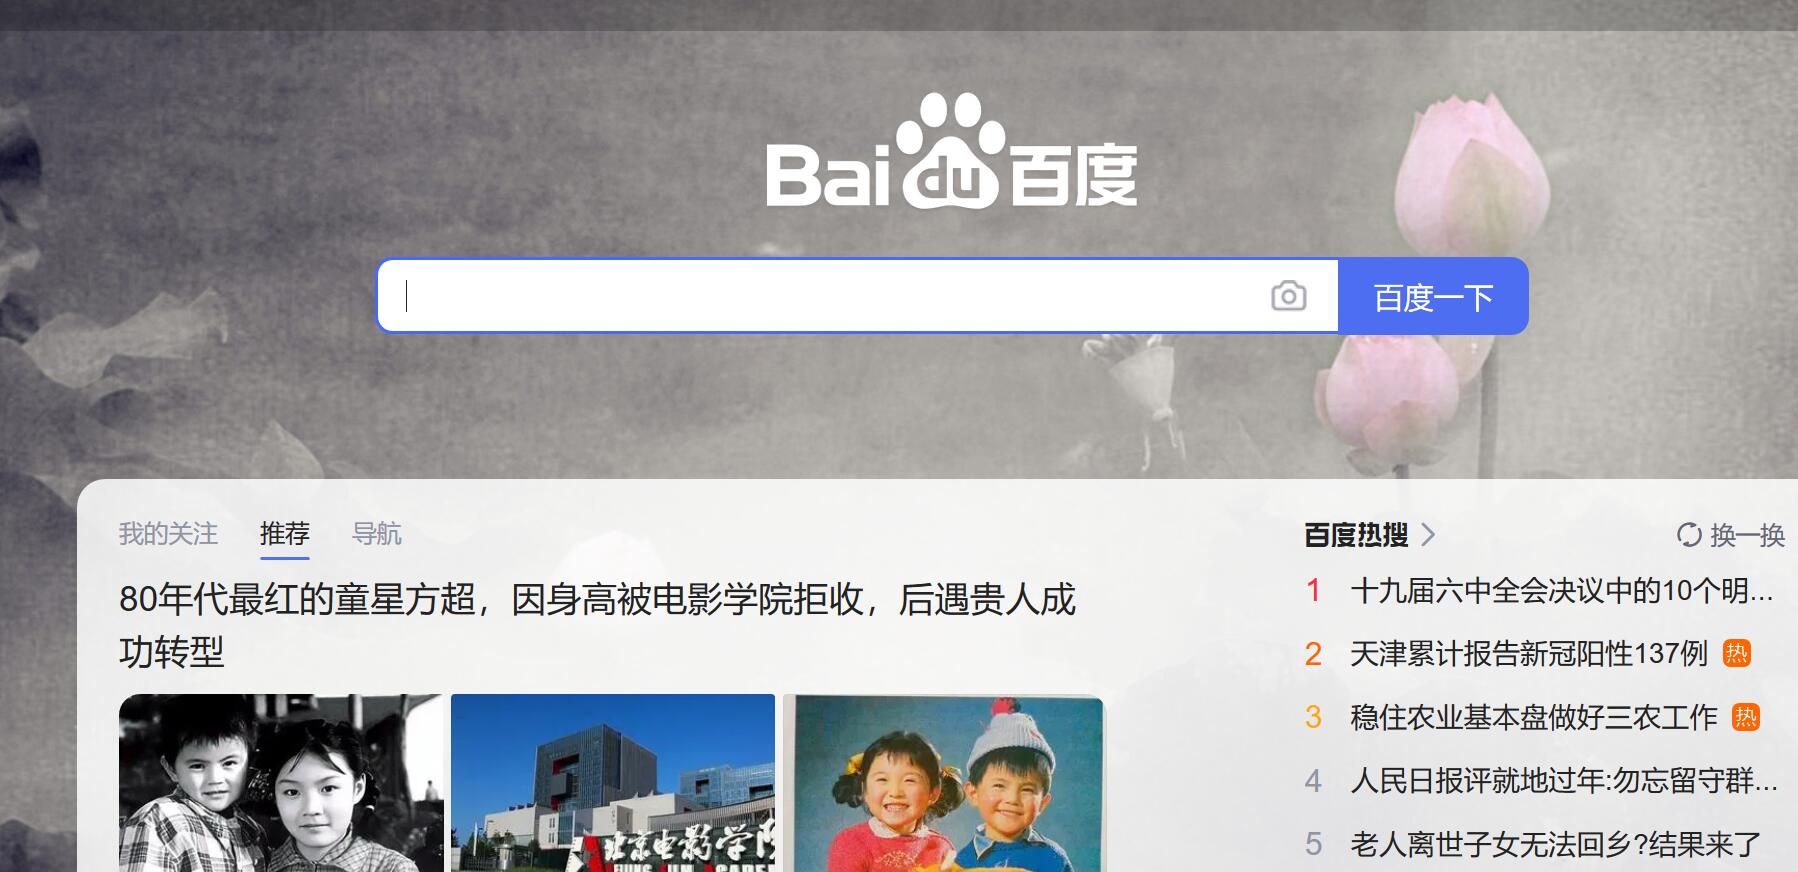 Bai du 百度
百度一下
我的关注 推荐 导航
80年代最红的童星方超，因身高被电影学院拒收，后遇贵人成
功转型
北京电影学院
百度热搜 换一换
1 十九届六中全会决议中的10个明...
2 天津累计报告新冠阳性137例 热
3 稳住农业基本盘做好三农工作 热
4 人民日报评就地过年:勿忘留守群...
5 老人离世子女无法回乡?结果来了